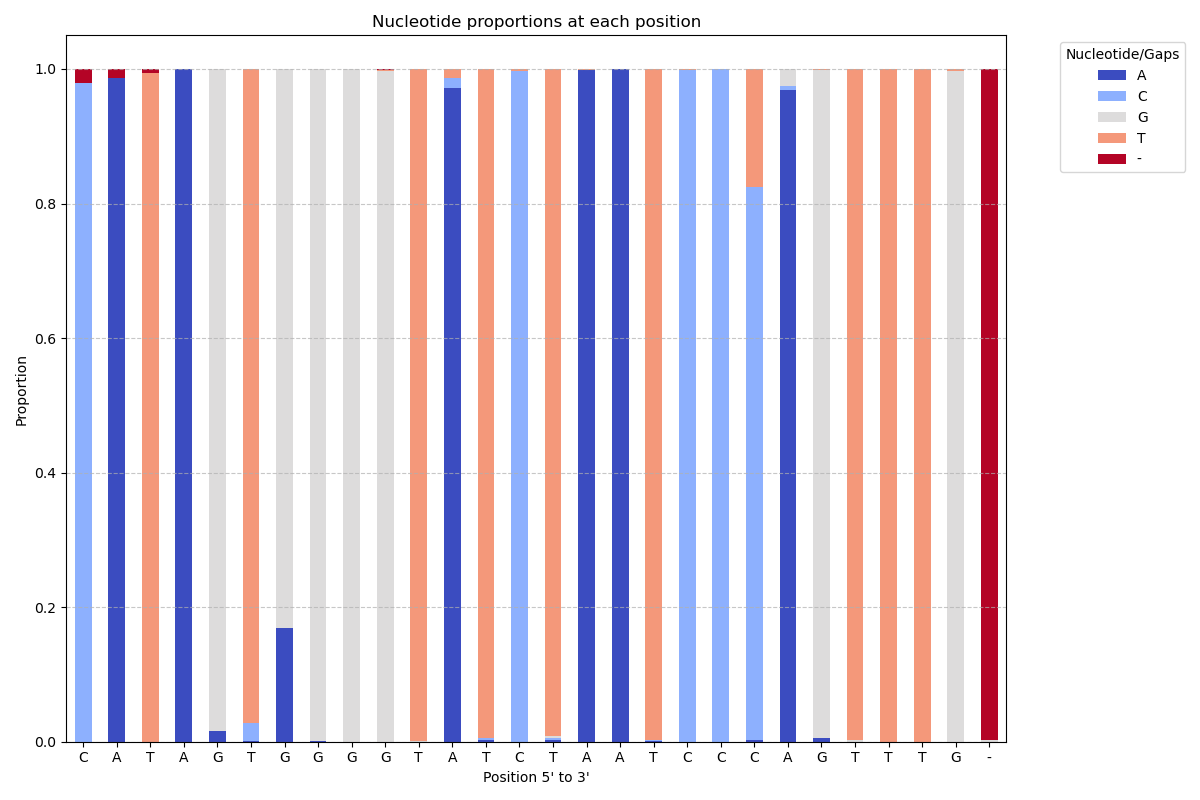 Nucleotide proportions at each position
Nucleotide/Gaps
A
C
G
T
-
Proportion
1.0
0.8
0.6
0.4
0.2
0.0
C A T A G T G G G G T A T C T A A T C C C A G T T T G -
Position 5' to 3'